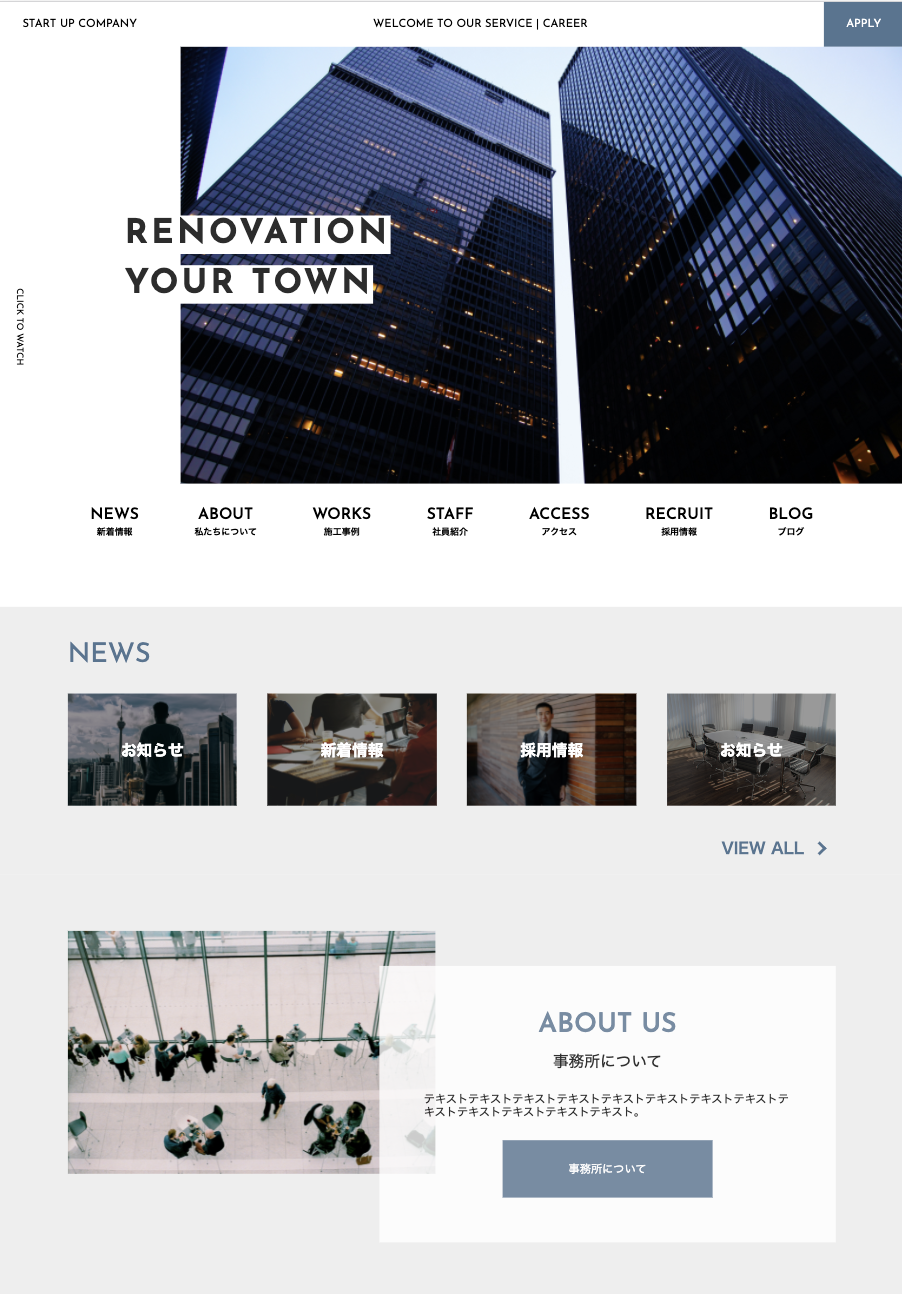 START UP COMPANY
WELCOME TO OUR SERVICE | CAREER
APPLY
RENOVATION
YOUR TOWN
CLICK TO WATCH
NEWS
新着情報
ABOUT
私たちについて
WORKS
施工事例
STAFF
社員紹介
ACCESS
アクセス
RECRUIT
採用情報
BLOG
ブログ
NEWS
お知らせ
新着情報
採用情報
お知らせ
VIEW ALL
ABOUT US
事務所について
テキストテキストテキストテキストテキストテキストテキストテキストテ
キストテキストテキストテキストテキスト。
事務所について